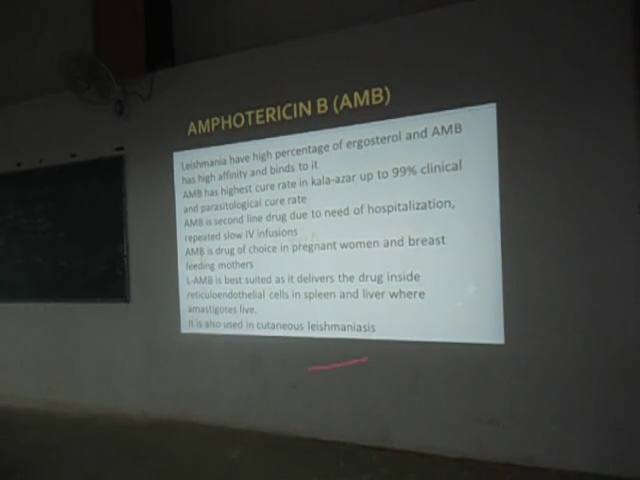 AMPHOTERICIN B (AMB)
Leishmania have high percentage of ergosterol and AMB
has high affinity and binds to it
AMB has highest cure rate in kala-azar up to 99% clinical
and parasitological cure rate
AMB is second line drug due to need of hospitalization,
repeated slow IV infusions
AMB is drug of choice in pregnant women and breast
feeding mothers
L-AMB is best suited as it delivers the drug inside
reticuloendothelial cells in spleen and liver where
amastigotes live.
It is also used in cutaneous leishmaniasis